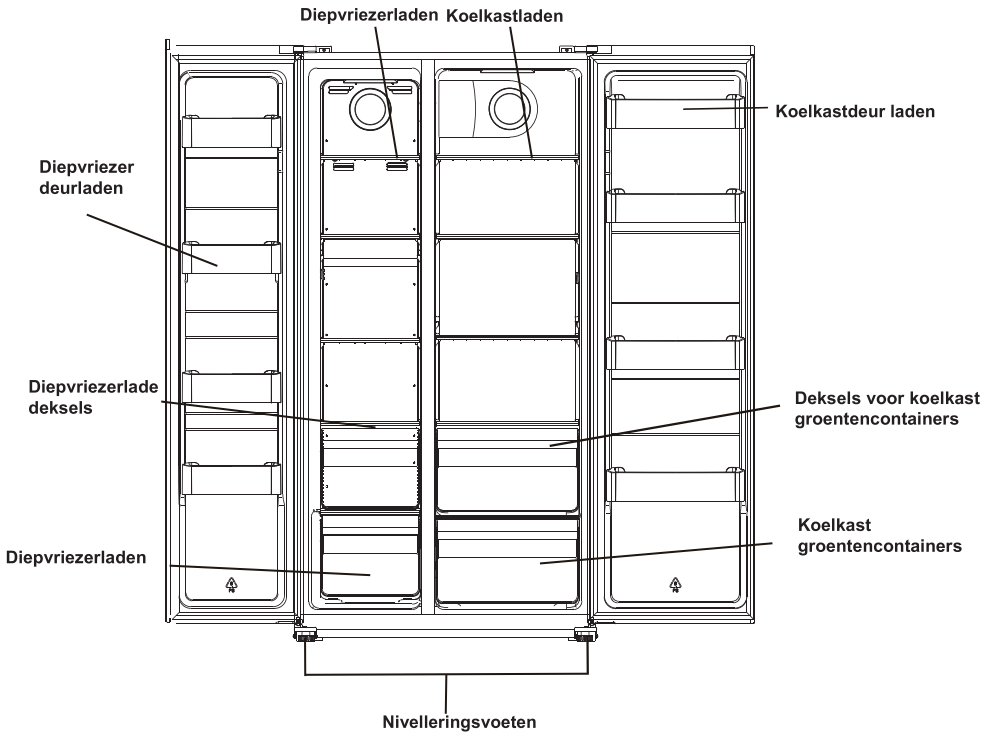 Diepvriezerladen Koelkastladen
Koelkastdeur laden
Diepvriezer
deurladen
Diepvriezerlade
deksels
Deksels voor koelkast
groentencontainers
Koelkast
groentencontainers
Diepvriezerladen
Nivelleringsvoeten